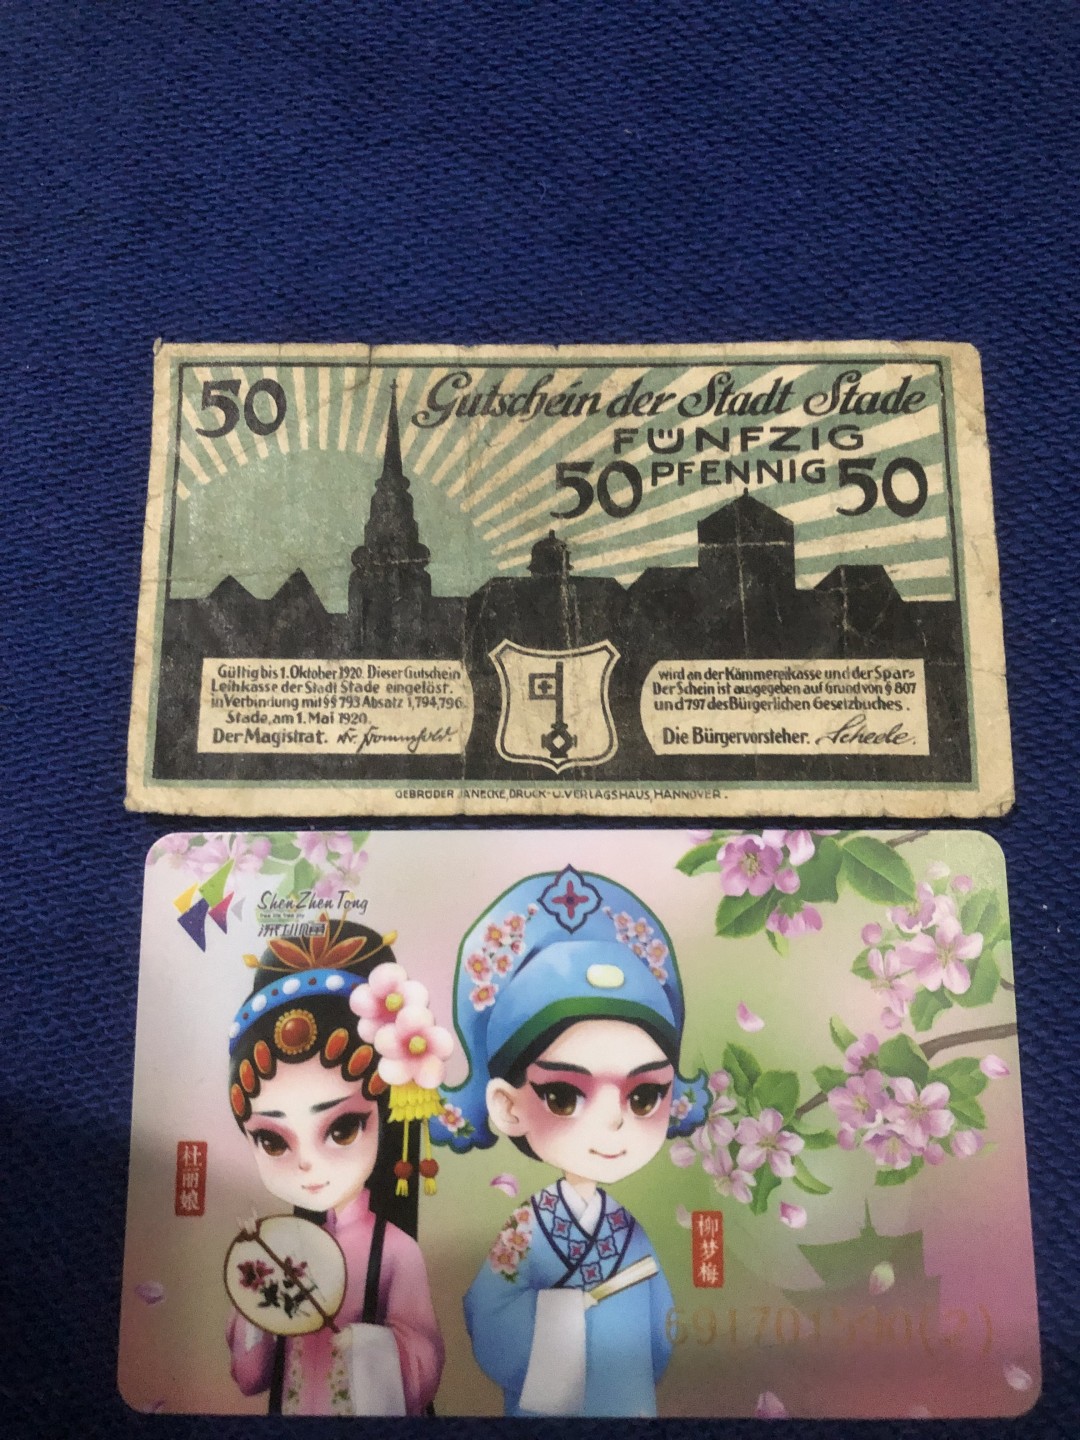 50
Gutschein der Stadt Stade
FÜNFZIG
50 PFENNIG 50
Gültig bis 1. Oktober 1920. Dieser Gutschein
Leihkasse der Stadt Stade eingelöst.
in Verbindung mit §§ 793 Absatz 1, 794, 796.
Stade, am 1. Mai 1920.
Der Magistrat.
wird an der Kämmereikasse und der Spar=
Der Schein ist ausgegeben auf Grund von § 807
und 797 des Bürgerlichen Gesetzbuches.
Die Bürgervorsteher. Scheele.
GEBRÜDER JÄNECKE, DRUCK- U. VERLAGSHAUS, HANNOVER.
ShenZhenTong
深圳通
杜丽娘
柳梦梅